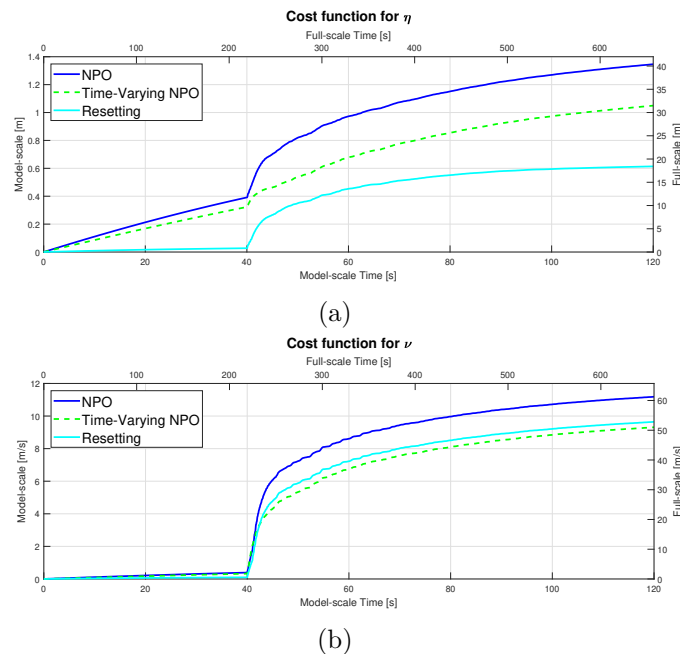 Cost function for η
Full-scale Time [s]
0 100 200 300 400 500 600
1.4
1.2
1
0.8
0.6
0.4
0.2
0
Model-scale [m]
NPO
Time-Varying NPO
Resetting
40
35
30
25
20
15
10
5
0
Full-scale [m]
0 20 40 60 80 100 120
Model-scale Time [s]
(a)
Cost function for ν
Full-scale Time [s]
0 100 200 300 400 500 600
12
10
8
6
4
2
0
Model-scale [m/s]
NPO
Time-Varying NPO
Resetting
60
50
40
30
20
10
0
Full-scale [m/s]
0 20 40 60 80 100 120
Model-scale Time [s]
(b)